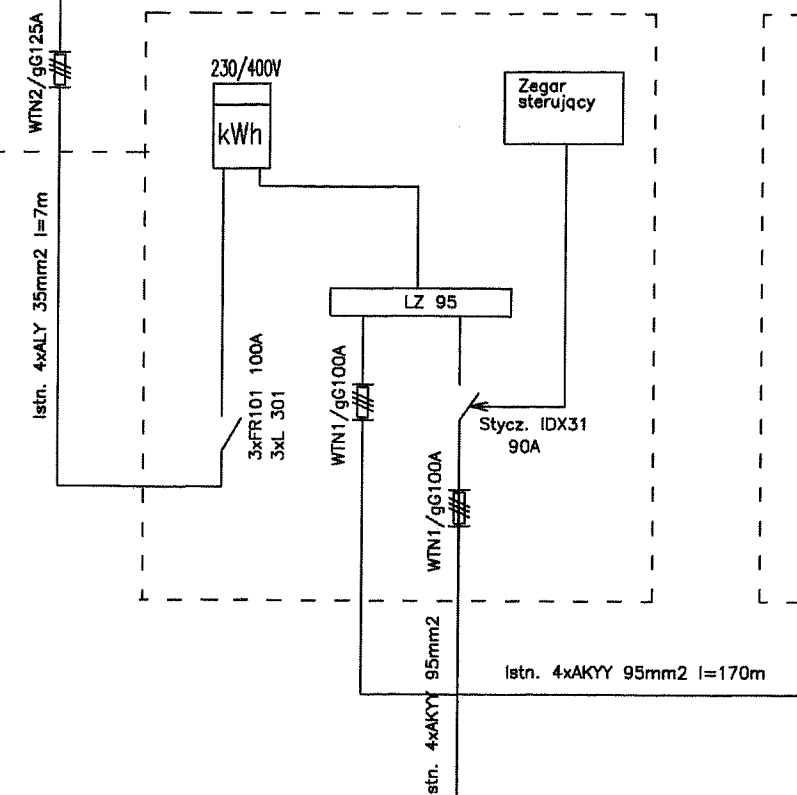 WTN2/gG125A
230/400V
kWh
Zegar
sterujący
Istn. 4xALY 35mm2 l=7m
LZ 95
3xFR101 100A
3xL 301
WTN1/gG100A
Stycz. IDX31
90A
WTN1/gG100A
Istn. 4xAKYY 95mm2 l=170m
stn. 4xAKYY 95mm2